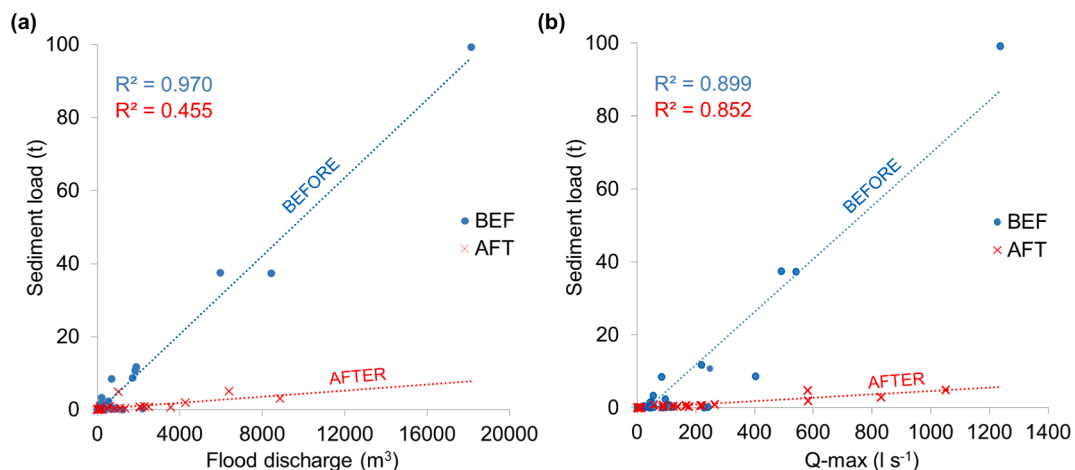 (a)
R² = 0.970
R² = 0.455
BEFORE
AFTER
BEF
AFT
Sediment load (t)
100
80
60
40
20
0
0 4000 8000 12000 16000 20000
Flood discharge (m³)
(b)
R² = 0.899
R² = 0.852
BEFORE
AFTER
BEF
AFT
Sediment load (t)
100
80
60
40
20
0
0 200 400 600 800 1000 1200 1400
Q-max (l s⁻¹)